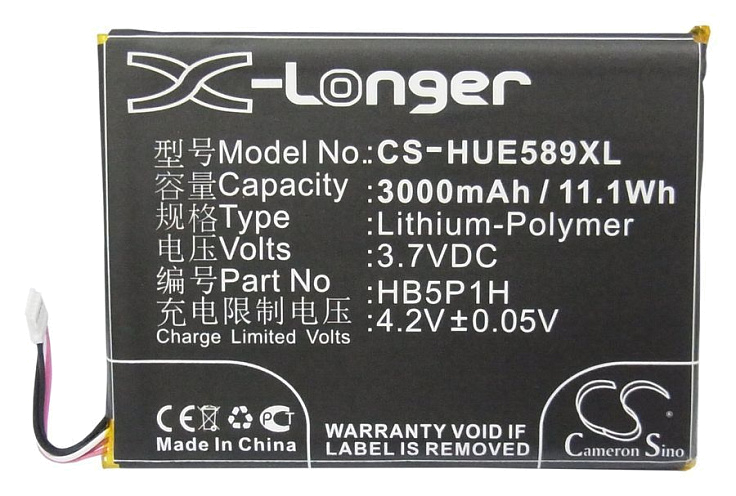 X-Longer
型号Model No.:CS-HUE589XL
容量Capacity :3000mAh / 11.1Wh
规格Type :Lithium-Polymer
电压Volts :3.7VDC
编号Part No :HB5P1H
充电限制电压 :4.2V±0.05V
Charge Limited Volts
CE PCT
Made In China
WARRANTY VOID IF
LABEL IS REMOVED
CS
Cameron Sino